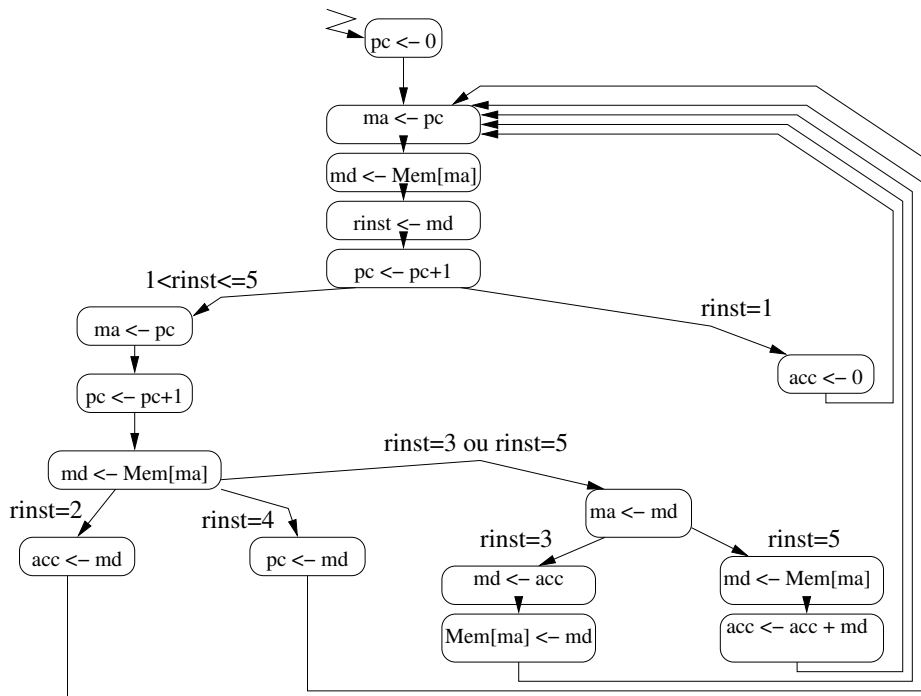 pc <- 0
ma <- pc
md <- Mem[ma]
rinst <- md
pc <- pc+1
1<rinst<=5
rinst=1
ma <- pc
acc <- 0
pc <- pc+1
rinst=3 ou rinst=5
md <- Mem[ma]
rinst=2
rinst=4
ma <- md
rinst=3
rinst=5
acc <- md
pc <- md
md <- acc
md <- Mem[ma]
Mem[ma] <- md
acc <- acc + md